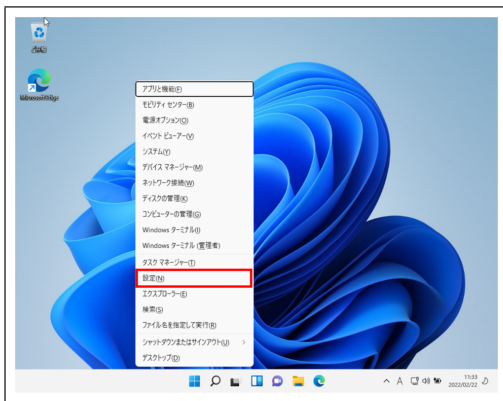 ごみ箱
Microsoft Edge
アプリと機能(F)
モビリティ センター(B)
電源オプション(O)
イベント ビューアー(V)
システム(Y)
デバイス マネージャー(M)
ネットワーク接続(W)
ディスクの管理(K)
コンピューターの管理(G)
Windows ターミナル(I)
Windows ターミナル (管理者)
タスク マネージャー(T)
設定(N)
エクスプローラー(E)
検索(S)
ファイル名を指定して実行(R)
シャットダウンまたはサインアウト(U)
デスクトップ(D)
A
11:33
2022/02/22